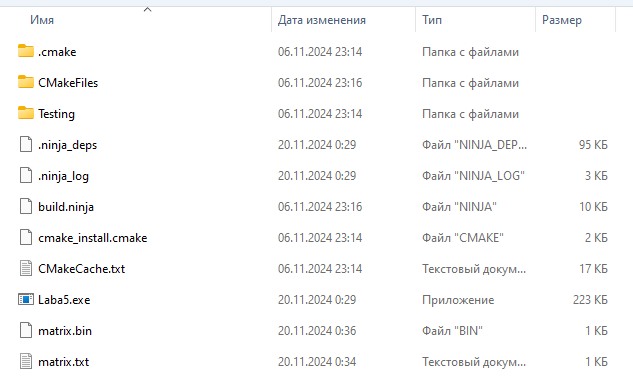 Имя Дата изменения Тип Размер
.cmake 06.11.2024 23:14 Папка с файлами
CMakeFiles 06.11.2024 23:16 Папка с файлами
Testing 06.11.2024 23:14 Папка с файлами
.ninja_deps 20.11.2024 0:29 Файл "NINJA_DEP... 95 КБ
.ninja_log 20.11.2024 0:29 Файл "NINJA_LOG" 3 КБ
build.ninja 06.11.2024 23:16 Файл "NINJA" 10 КБ
cmake_install.cmake 06.11.2024 23:14 Файл "CMAKE" 2 КБ
CMakeCache.txt 06.11.2024 23:14 Текстовый докум... 17 КБ
Laba5.exe 20.11.2024 0:29 Приложение 223 КБ
matrix.bin 20.11.2024 0:36 Файл "BIN" 1 КБ
matrix.txt 20.11.2024 0:34 Текстовый докум... 1 КБ